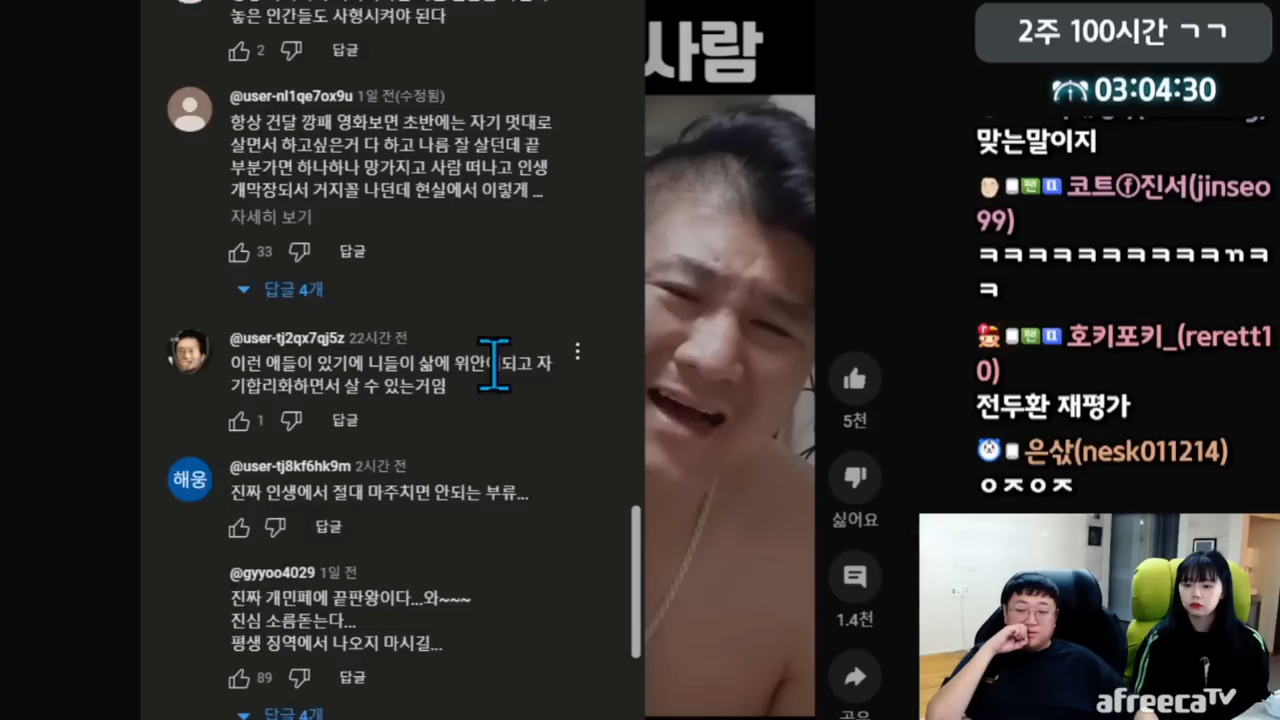 놓은 인간들도 사형시켜야 된다
2 답글
@user-nl1qe7ox9u 1일 전(수정됨)
항상 건달 깡패 영화보면 초반에는 자기 멋대로
살면서 하고싶은거 다 하고 나름 잘 살던데 끝
부분가면 하나하나 망가지고 사람 떠나고 인생
개막장되서 거지꼴 나던데 현실에서 이렇게 ...
자세히 보기
33 답글
답글 4개
@user-tj2qx7qj5z 22시간 전
이런 애들이 있기에 니들이 삶에 위안이되고 자
기합리화하면서 살 수 있는거임
1 답글
해웅
@user-tj8kf6hk9m 2시간 전
진짜 인생에서 절대 마주치면 안되는 부류...
답글
@gyyoo4029 1일 전
진짜 개민페에 끝판왕이다...와~~~
진심 소름돋는다...
평생 징역에서 나오지 마시길...
89 답글
답글 4개
사람
5천
싫어요
1.4천
공유
2주 100시간 ㄱㄱ
03:04:30
맞는말이지
팬 코트ⓕ진서(jinseo
99)
ㅋㅋㅋㅋㅋㅋㅋㅋㅋㄲㅋ
ㅋ
팬 호키포키_(rerett1
0)
전두환 재평가
은삯(nesk011214)
ㅇㅈㅇㅈ
afreecaTV